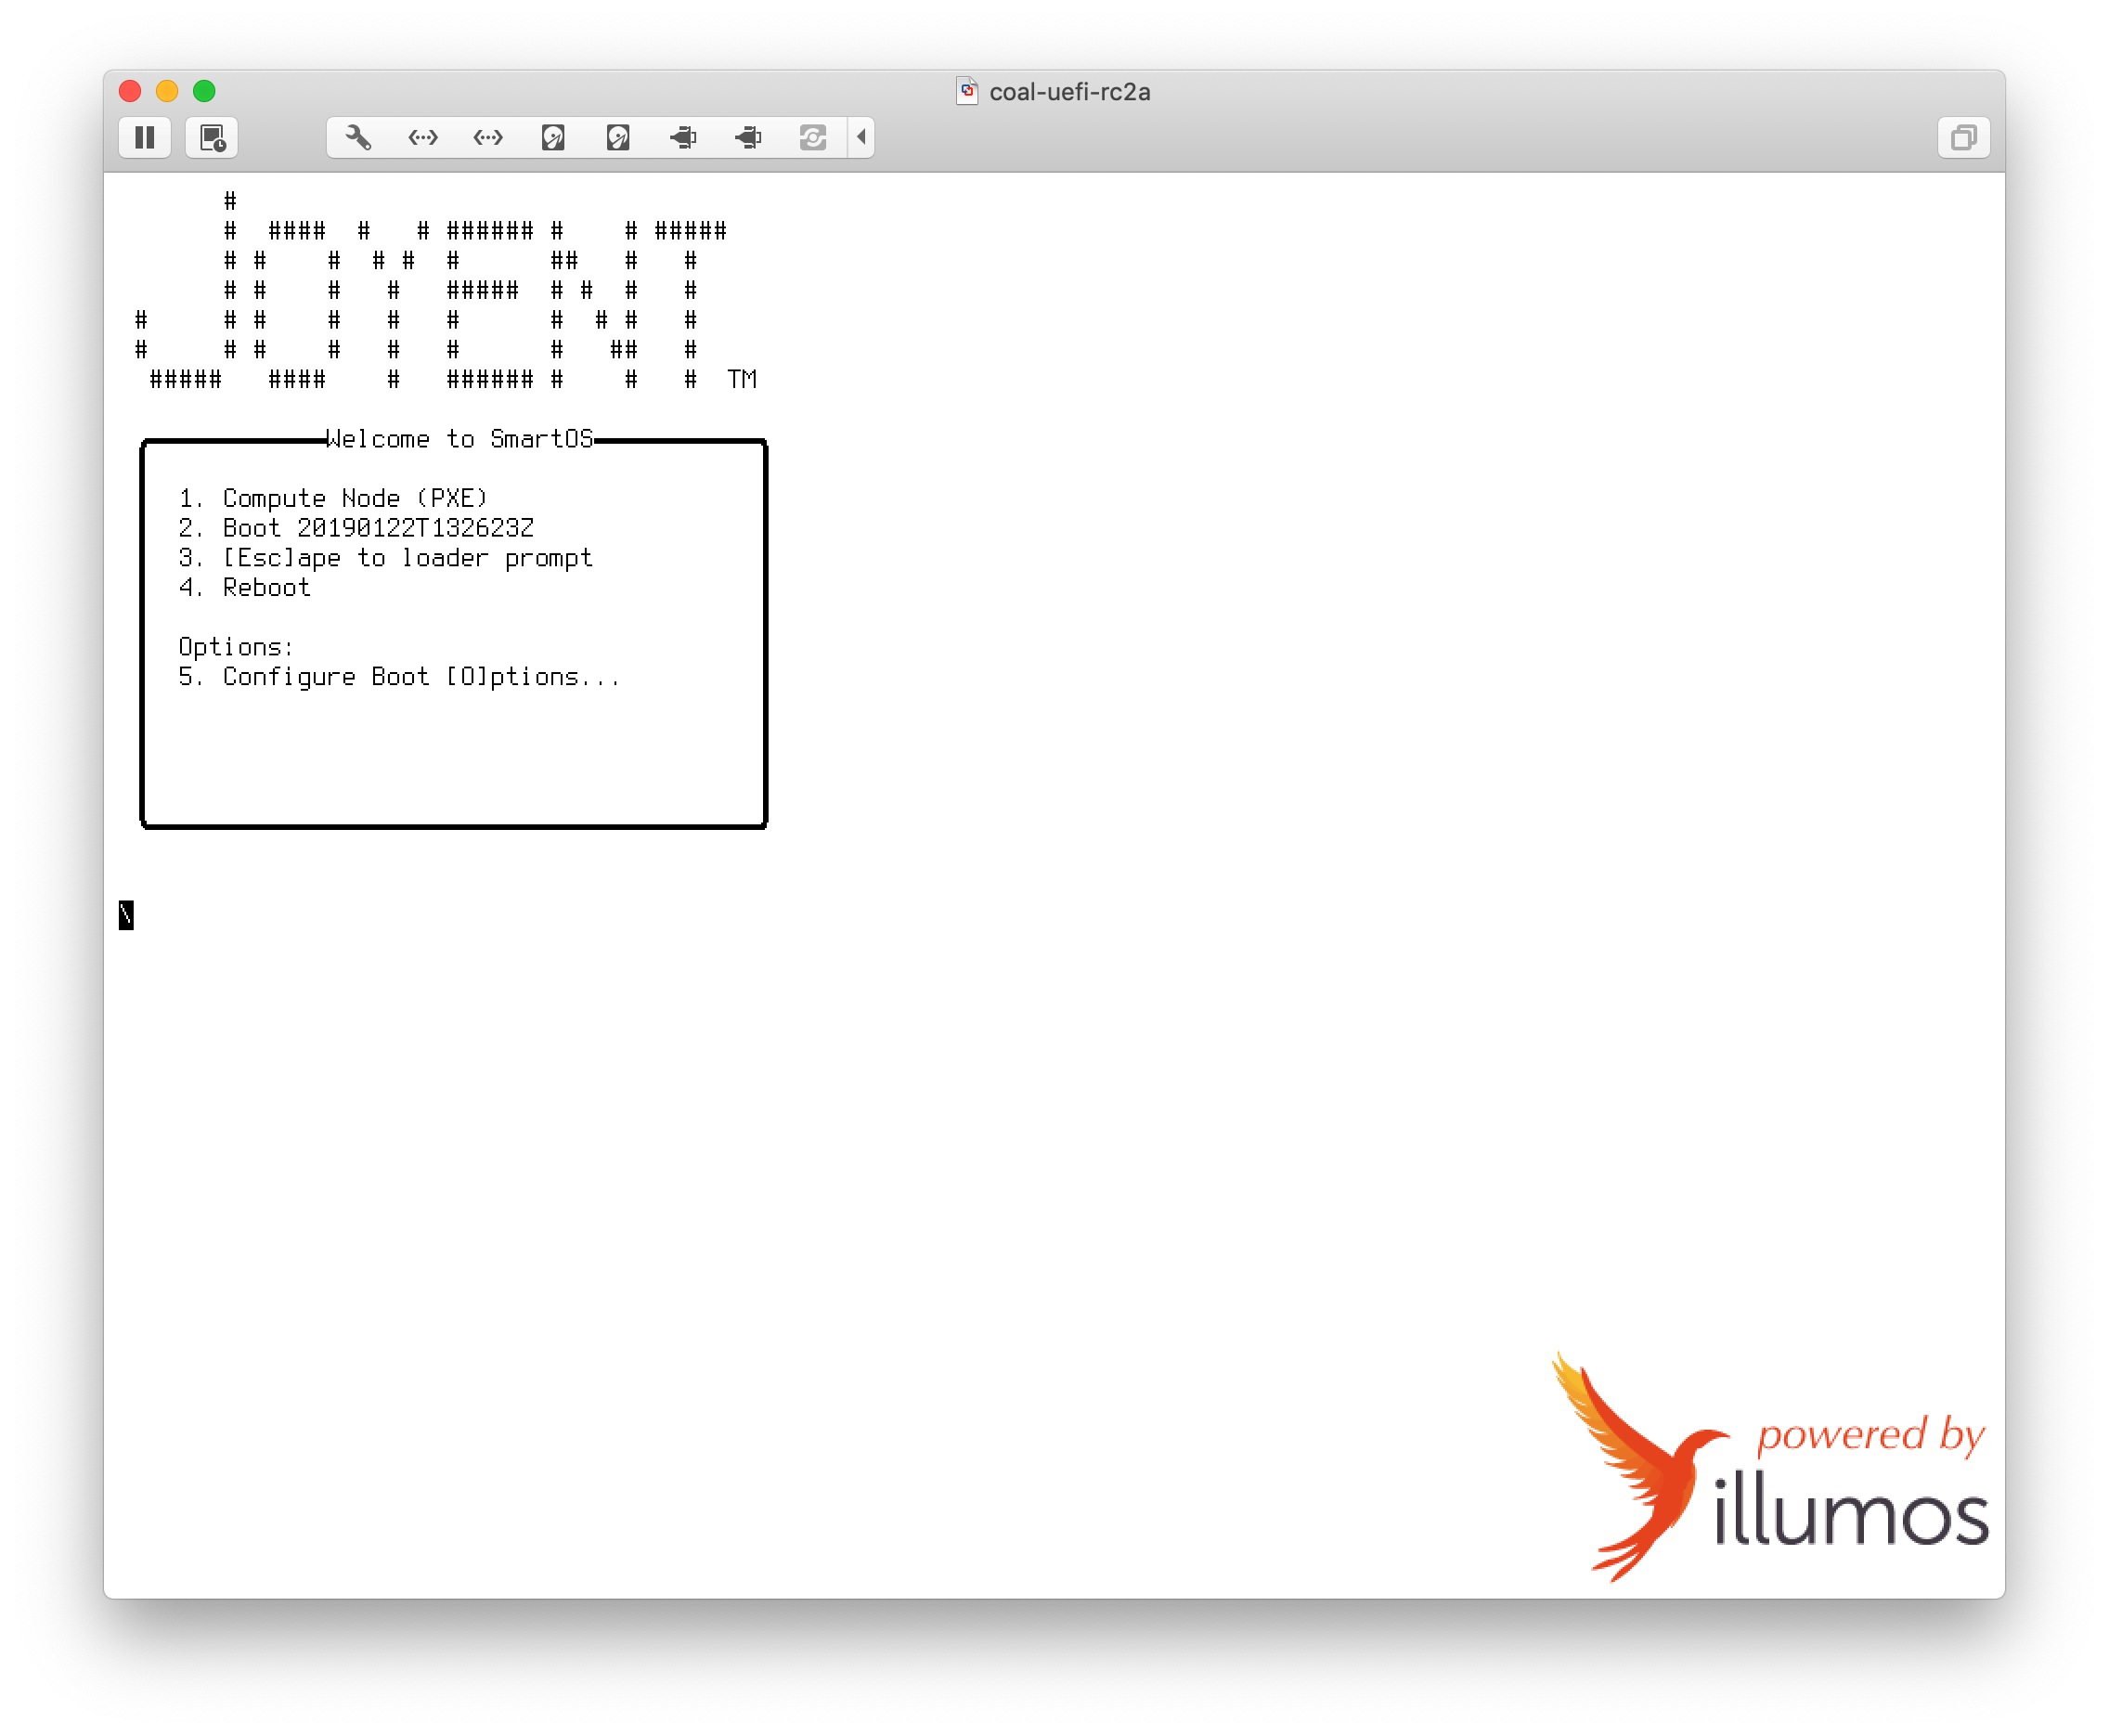 coal-uefi-rc2a
JOYENT TM
Welcome to SmartOS
1. Compute Node (PXE)
2. Boot 20190122T132623Z
3. [Esc]ape to loader prompt
4. Reboot
Options:
5. Configure Boot [O]ptions...
\
powered by
illumos